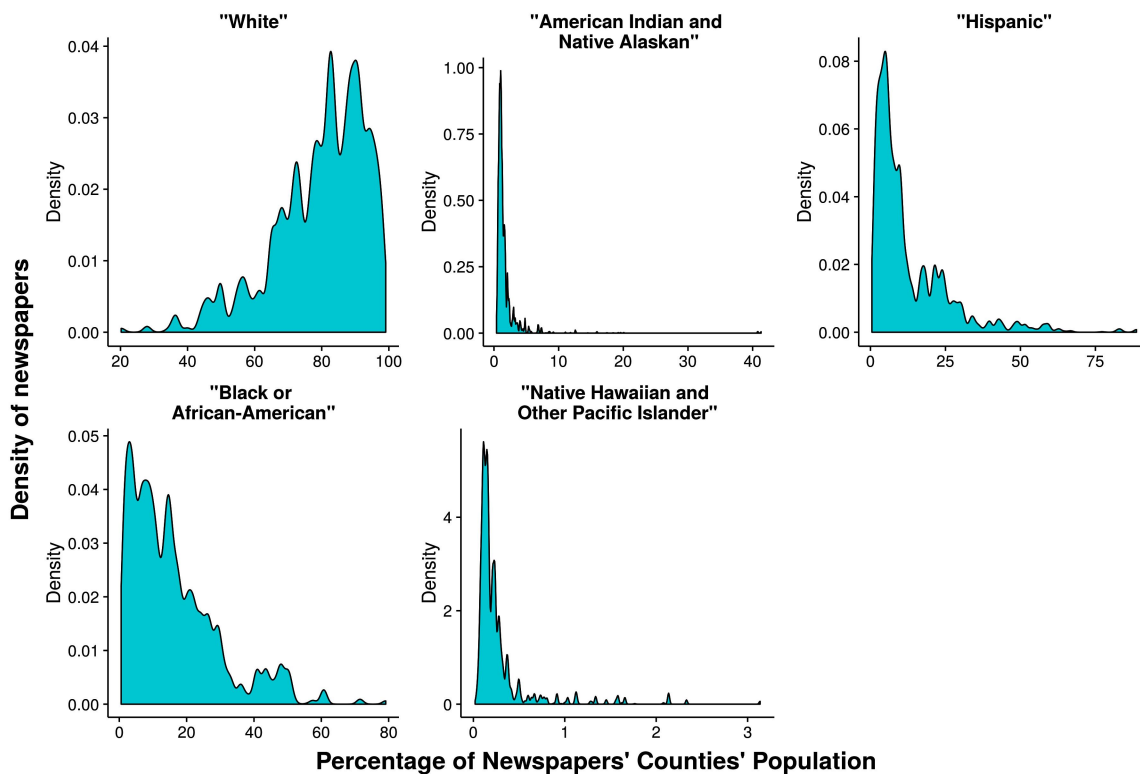 "White"
0.04
0.03
0.02
0.01
0.00
Density
20 40 60 80 100
"American Indian and
Native Alaskan"
1.00
0.75
0.50
0.25
0.00
Density
0 10 20 30 40
"Hispanic"
0.08
0.06
0.04
0.02
0.00
Density
0 25 50 75
Density of newspapers
"Black or
African-American"
0.05
0.04
0.03
0.02
0.01
0.00
Density
0 20 40 60 80
"Native Hawaiian and
Other Pacific Islander"
4
2
0
Density
0 1 2 3
Percentage of Newspapers' Counties' Population